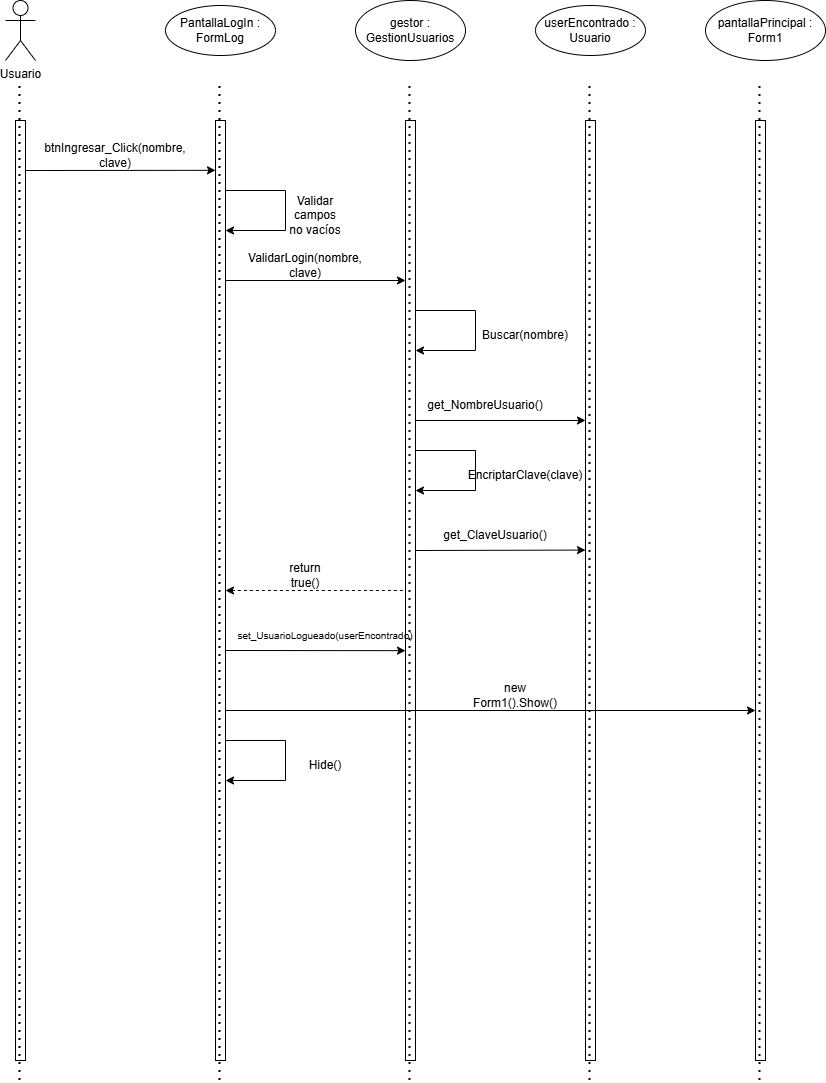 PantallaLogIn :
FormLog
gestor :
GestionUsuarios
userEncontrado :
Usuario
pantallaPrincipal :
Form1
Usuario
btnIngresar_Click(nombre,
clave)
Validar
campos
no vacíos
ValidarLogin(nombre,
clave)
Buscar(nombre)
get_NombreUsuario()
EncriptarClave(clave)
get_ClaveUsuario()
return
true()
set_UsuarioLogueado(userEncontrado)
new
Form1().Show()
Hide()